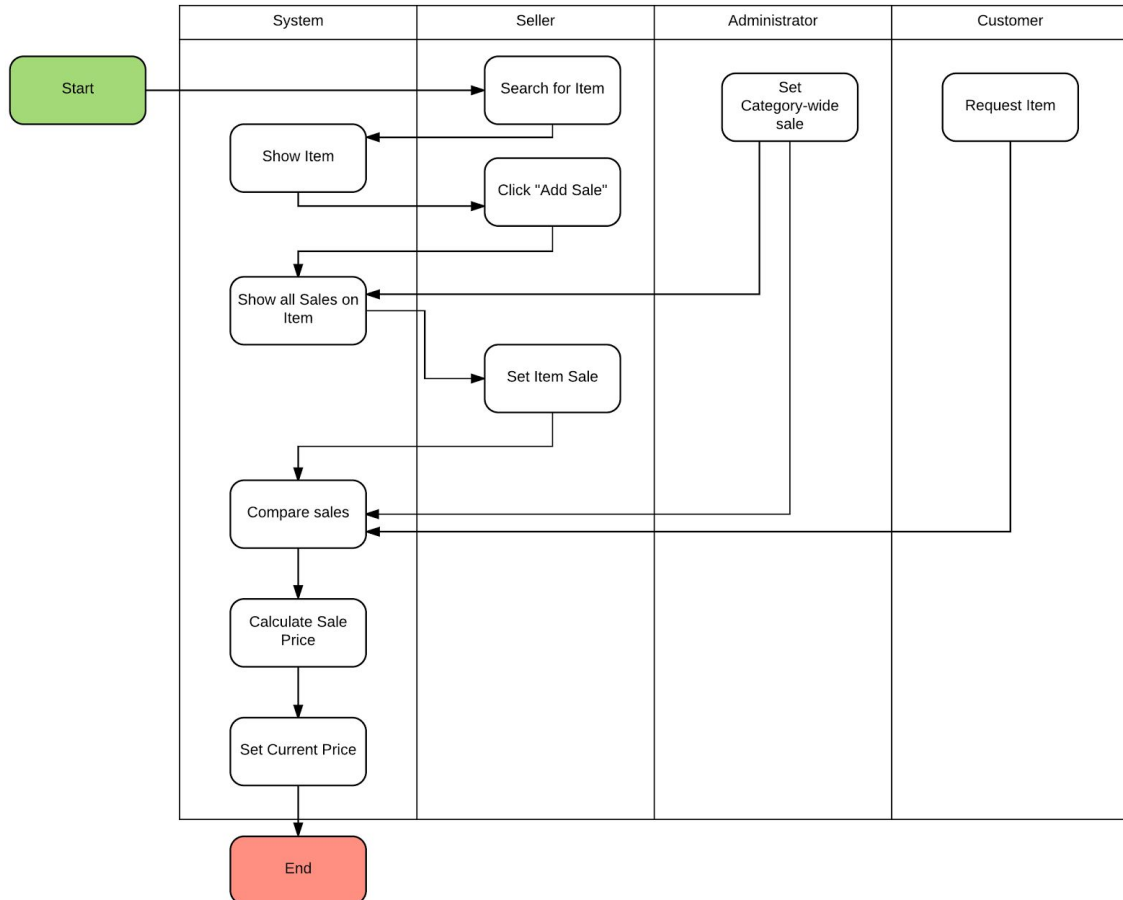 System
Seller
Administrator
Customer
Start
Search for Item
Set
Category-wide
sale
Request Item
Show Item
Click "Add Sale"
Show all Sales on
Item
Set Item Sale
Compare sales
Calculate Sale
Price
Set Current Price
End